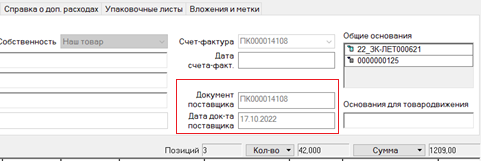 Справка о доп. расходах Упаковочные листы Вложения и метки
Собственность Наш товар Счет-фактура ПК000014108 Общие основания
22_ЗК-ЛЕТ000621
Дата
счета-факт.
0000000125
Документ
поставщика ПК000014108
Дата док-та
поставщика 17.10.2022
Основания для товародвижения
Позиций 3 Кол-во 42,000 Сумма 1209,00